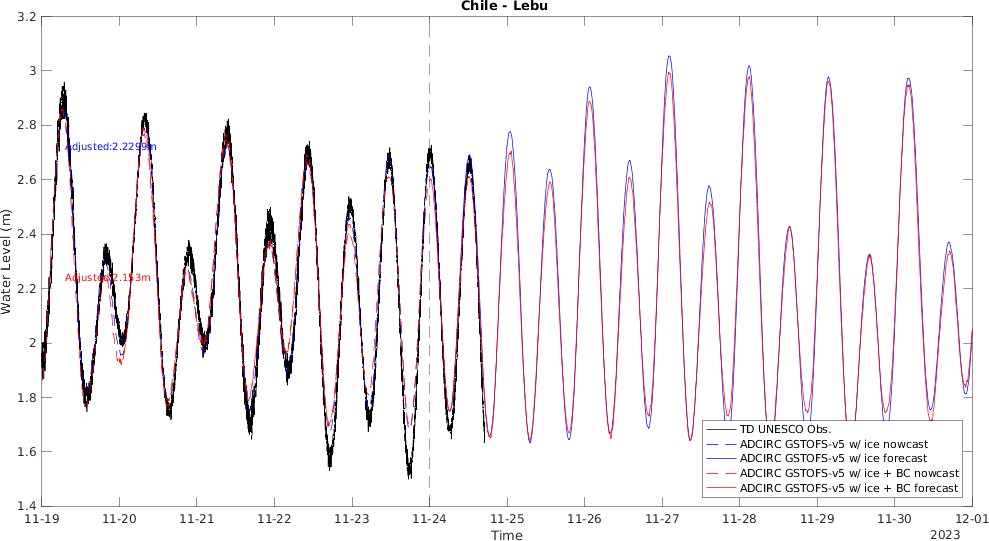 Chile - Lebu
3.2
3
2.8
2.6
2.4
2.2
2
1.8
1.6
1.4
Water Level (m)
Adjusted:2.2299m
Adjusted:2.153m
TD UNESCO Obs.
ADCIRC GSTOFS-v5 w/ ice nowcast
ADCIRC GSTOFS-v5 w/ ice forecast
ADCIRC GSTOFS-v5 w/ ice + BC nowcast
ADCIRC GSTOFS-v5 w/ ice + BC forecast
11-19 11-20 11-21 11-22 11-23 11-24 11-25 11-26 11-27 11-28 11-29 11-30 12-01
Time
2023